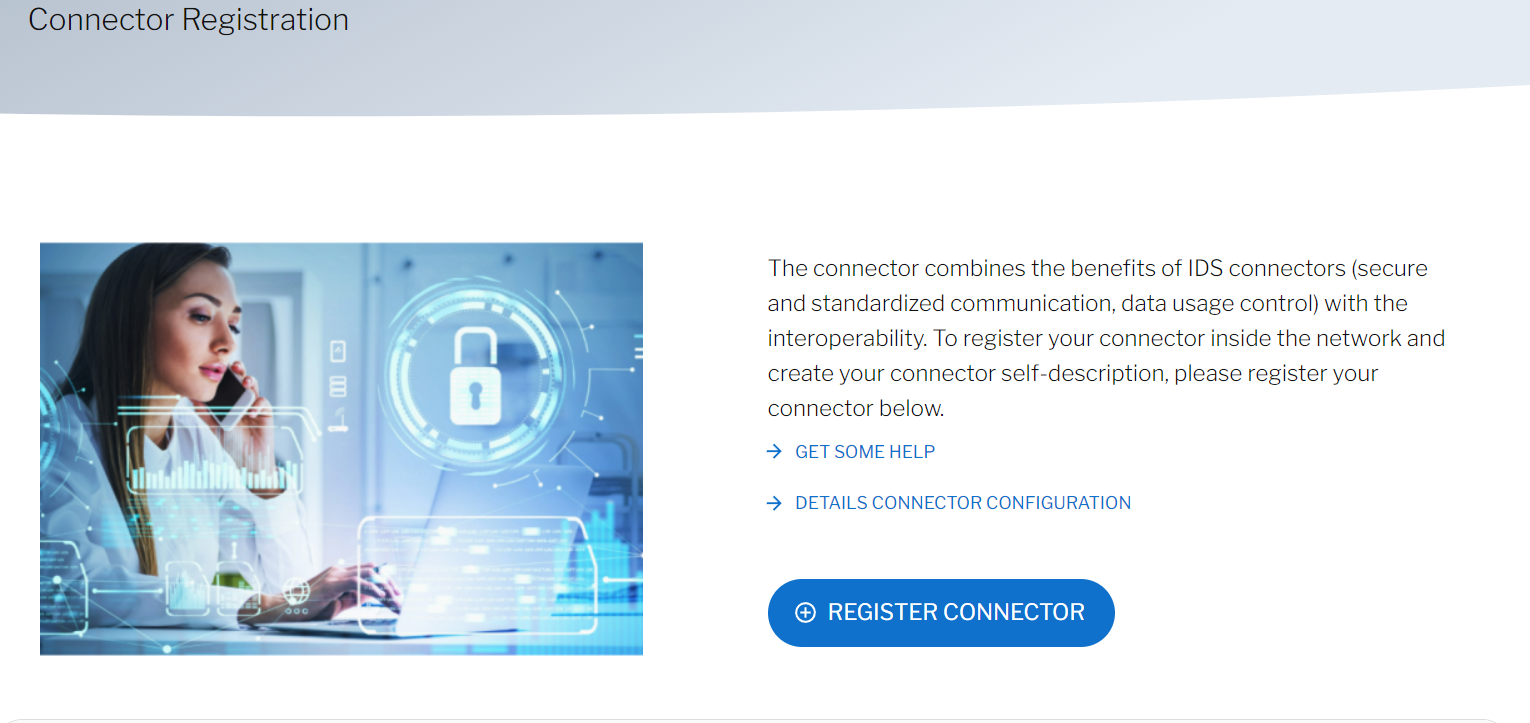 Connector Registration
The connector combines the benefits of IDS connectors (secure
and standardized communication, data usage control) with the
interoperability. To register your connector inside the network and
create your connector self-description, please register your
connector below.
GET SOME HELP
DETAILS CONNECTOR CONFIGURATION
REGISTER CONNECTOR